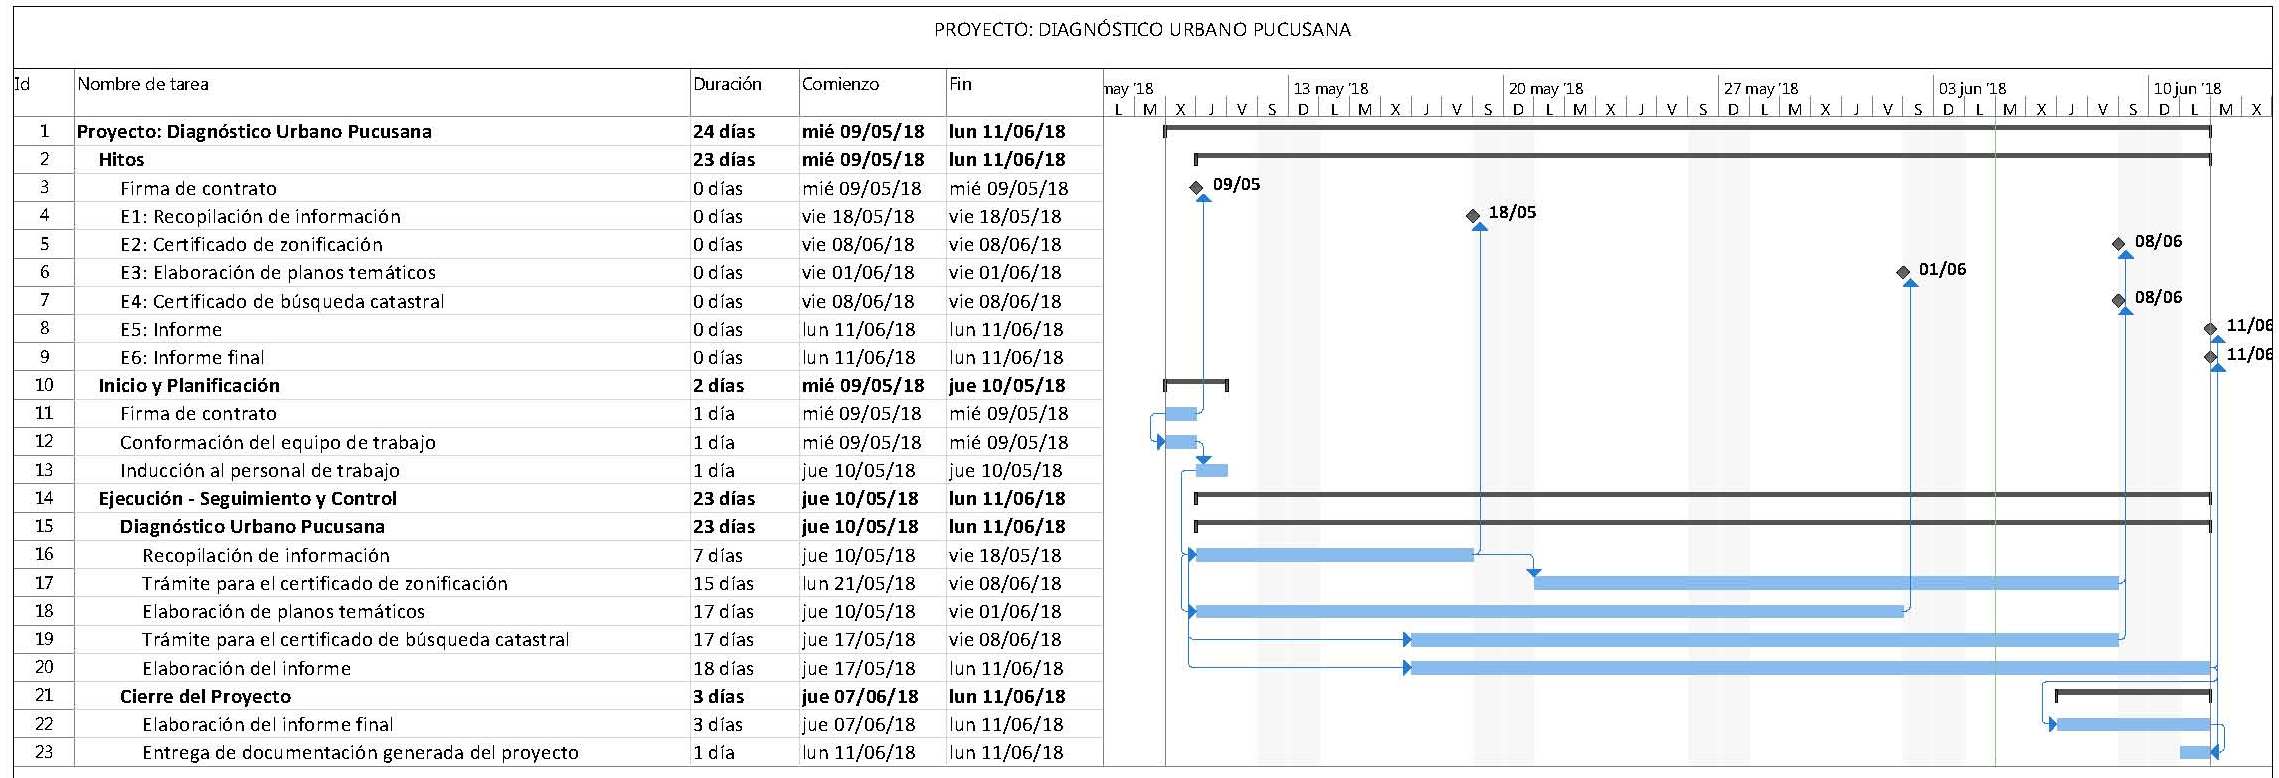 PROYECTO: DIAGNÓSTICO URBANO PUCUSANA
Id Nombre de tarea Duración Comienzo Fin may '18 13 may '18 20 may '18 27 may '18 03 jun '18 10 jun '18
L M X J V S D L M X J V S D L M X J V S D L M X J V S D L M X J V S D L M X
1 Proyecto: Diagnóstico Urbano Pucusana 24 días mié 09/05/18 lun 11/06/18
2 Hitos 23 días mié 09/05/18 lun 11/06/18
3 Firma de contrato 0 días mié 09/05/18 mié 09/05/18 09/05
4 E1: Recopilación de información 0 días vie 18/05/18 vie 18/05/18 18/05
5 E2: Certificado de zonificación 0 días vie 08/06/18 vie 08/06/18 08/06
6 E3: Elaboración de planos temáticos 0 días vie 01/06/18 vie 01/06/18 01/06
7 E4: Certificado de búsqueda catastral 0 días vie 08/06/18 vie 08/06/18 08/06
8 E5: Informe 0 días lun 11/06/18 lun 11/06/18 11/06
9 E6: Informe final 0 días lun 11/06/18 lun 11/06/18 11/06
10 Inicio y Planificación 2 días mié 09/05/18 jue 10/05/18
11 Firma de contrato 1 día mié 09/05/18 mié 09/05/18
12 Conformación del equipo de trabajo 1 día mié 09/05/18 mié 09/05/18
13 Inducción al personal de trabajo 1 día jue 10/05/18 jue 10/05/18
14 Ejecución - Seguimiento y Control 23 días jue 10/05/18 lun 11/06/18
15 Diagnóstico Urbano Pucusana 23 días jue 10/05/18 lun 11/06/18
16 Recopilación de información 7 días jue 10/05/18 vie 18/05/18
17 Trámite para el certificado de zonificación 15 días lun 21/05/18 vie 08/06/18
18 Elaboración de planos temáticos 17 días jue 10/05/18 vie 01/06/18
19 Trámite para el certificado de búsqueda catastral 17 días jue 17/05/18 vie 08/06/18
20 Elaboración del informe 18 días jue 17/05/18 lun 11/06/18
21 Cierre del Proyecto 3 días jue 07/06/18 lun 11/06/18
22 Elaboración del informe final 3 días jue 07/06/18 lun 11/06/18
23 Entrega de documentación generada del proyecto 1 día lun 11/06/18 lun 11/06/18